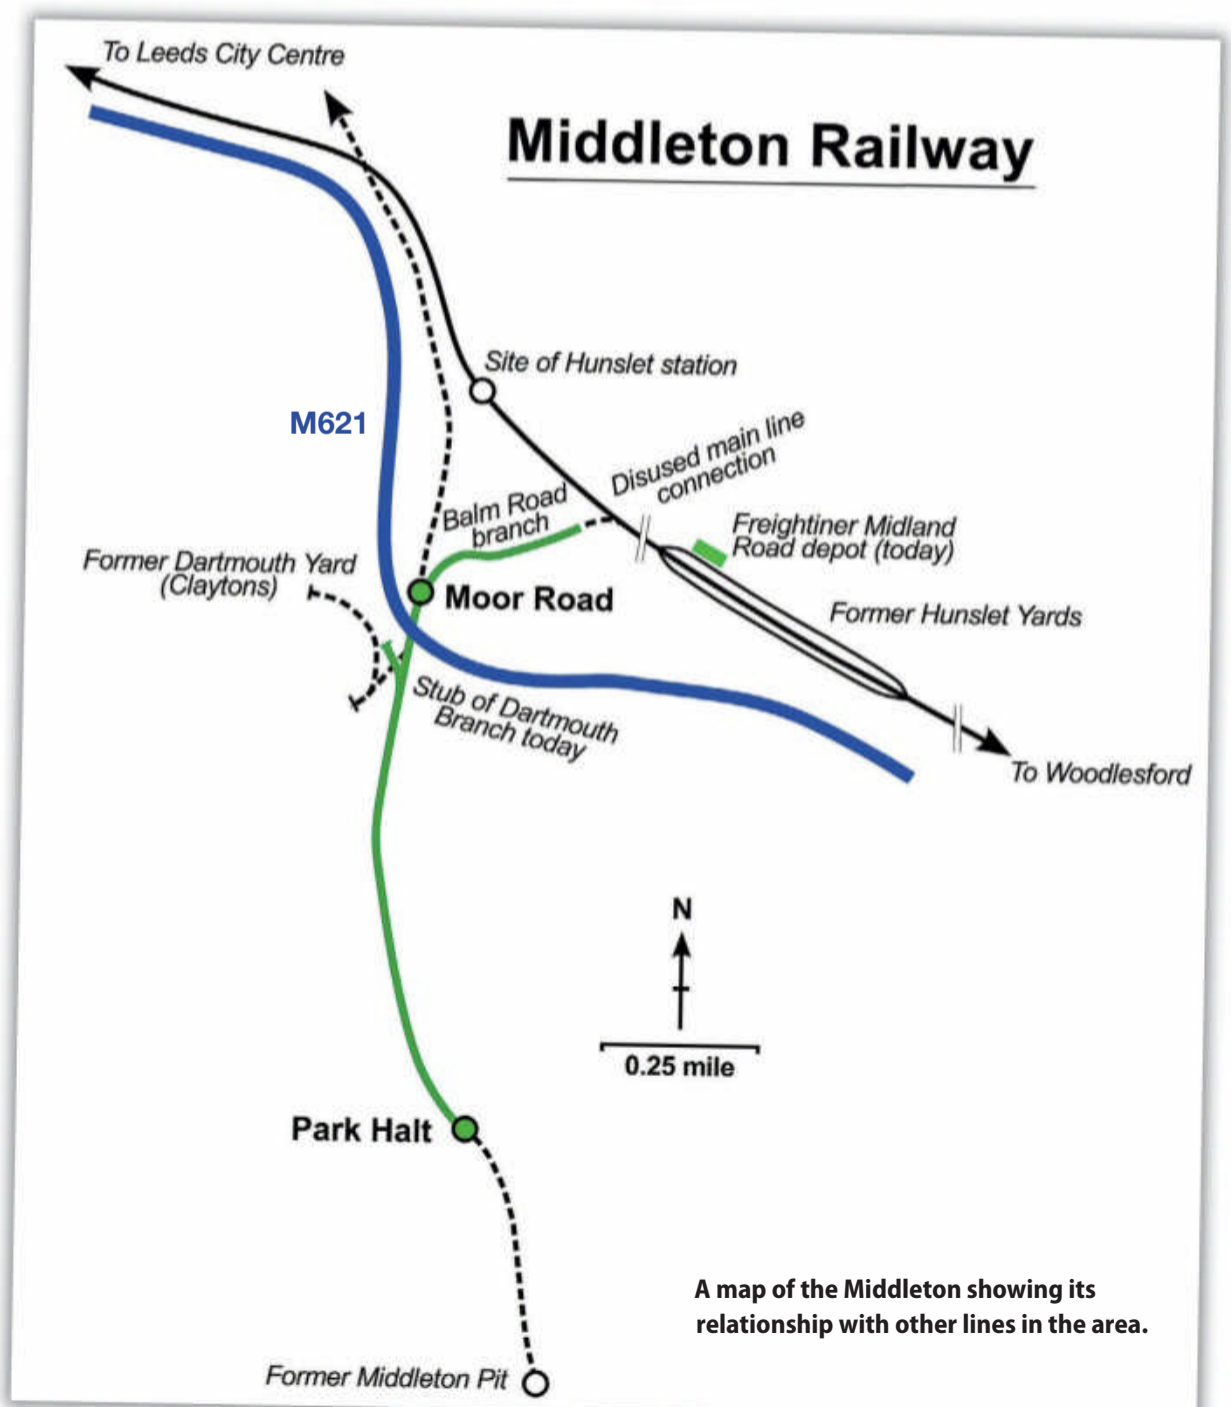 To Leeds City Centre
Middleton Railway
Site of Hunslet station
M621
Disused main line
connection
Balm Road
branch
Freightiner Midland
Road depot (today)
Former Dartmouth Yard
(Claytons)
Moor Road
Former Hunslet Yards
Stub of Dartmouth
Branch today
To Woodlesford
N
0.25 mile
Park Halt
A map of the Middleton showing its
relationship with other lines in the area.
Former Middleton Pit